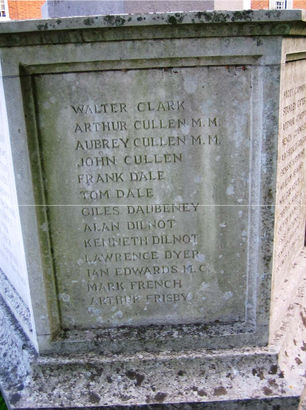 WALTER CLARK
ARTHUR CULLEN M.M.
AUBREY CULLEN M.M.
JOHN CULLEN
FRANK DALE
TOM DALE
GILES DAUBENEY
ALAN DILNOT
KENNETH DILNOT
LAWRENCE DYER
IAN EDWARDS M.C.
MARK FRENCH
ARTHUR FRISBY